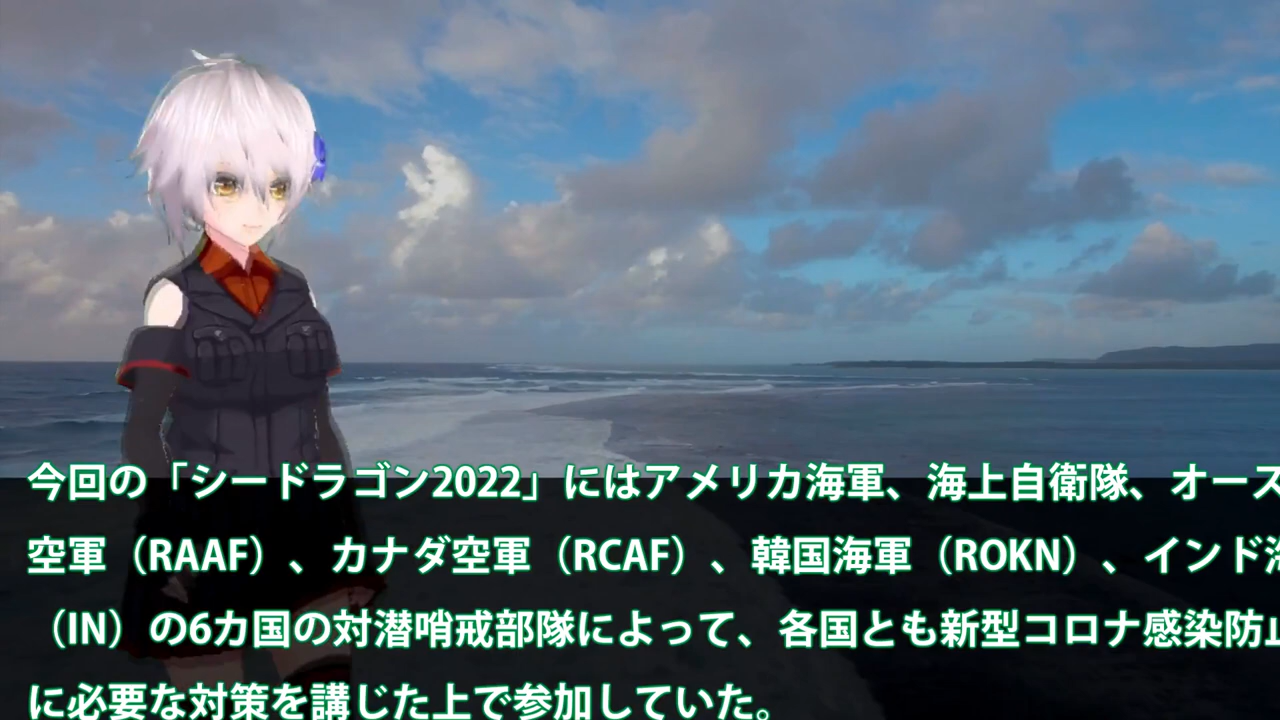 今回の「シードラゴン2022」にはアメリカ海軍、海上自衛隊、オース
空軍（RAAF）、カナダ空軍（RCAF）、韓国海軍（ROKN）、インド海
（IN）の6カ国の対潜哨戒部隊によって、各国とも新型コロナ感染防止
に必要な対策を講じた上で参加していた。